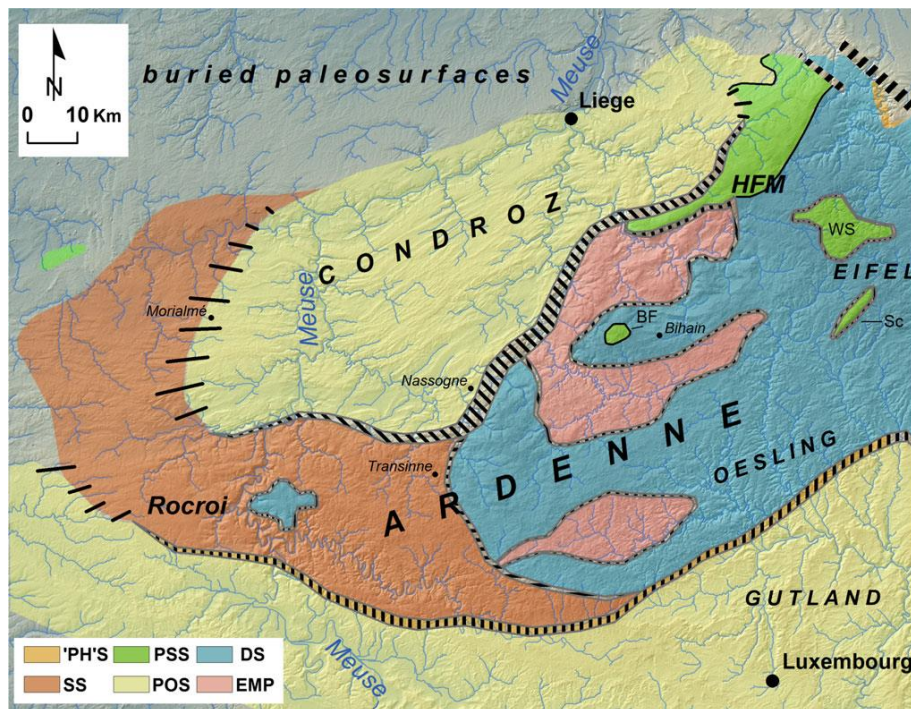 N
0 10 Km
buried paleosurfaces
Meuse
Liege
HFM
WS
EIFEL
CONDROZ
Meuse
Morialmé
BF
Bihain
Sc
Nassogne
ARDENNE
Transinne
OESLING
Rocroi
GUTLAND
Meuse
Luxembourg
'PH'S PSS DS
SS POS EMP